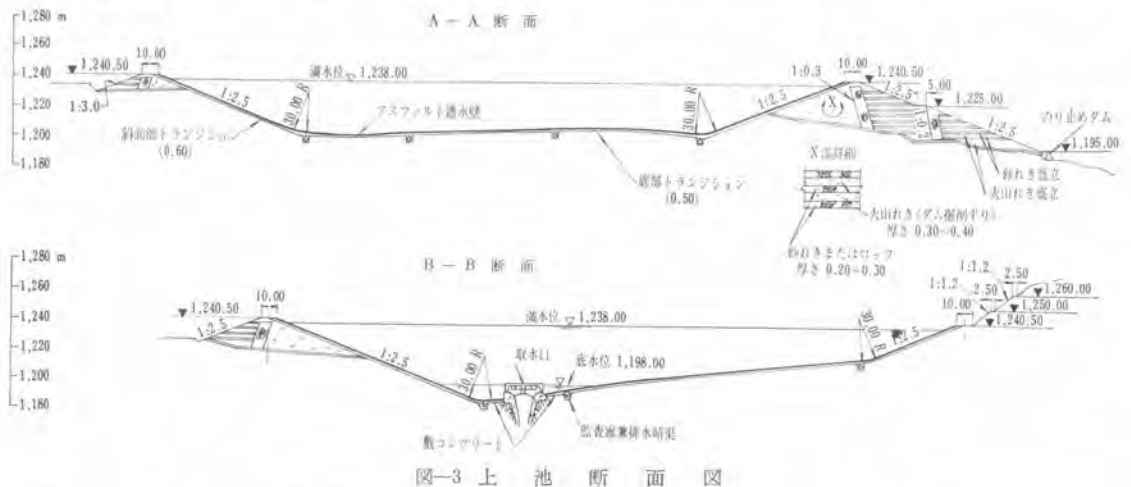 A-A 断面
1,280 m
1,260
1,240
1,220
1,200
1,180
1,240.50
10.00
1:3.0
1:2.5
満水位 1,238.00
30.00 R
アスファルト遮水壁
斜面部トランジション
(0.60)
底部トランジション
(0.50)
30.00 R
1:2.5
1:0.3
10.00
1,240.50
X
1:2.5
5.00
1,225.00
1:0.2
1:2.5
のり止めダム
1,195.00
砂れき盛立
火山れき盛立
X部詳細
火山れき(ダム掘削ずり)
厚さ 0.30~0.40
砂れきまたはロック
厚さ 0.20~0.30
B-B 断面
1,280 m
1,260
1,240
1,220
1,200
1,180
1,240.50
10.00
1:2.5
1:2.5
満水位 1,238.00
30.00 R
取水口
底水位 1,198.00
敷コンクリート
監査廊兼排水暗渠
30.00 R
1:2.5
10.00
1:1.2
2.50
1:1.2
2.50
1,260.00
1,250.00
1,240.50
図-3 上池断面図